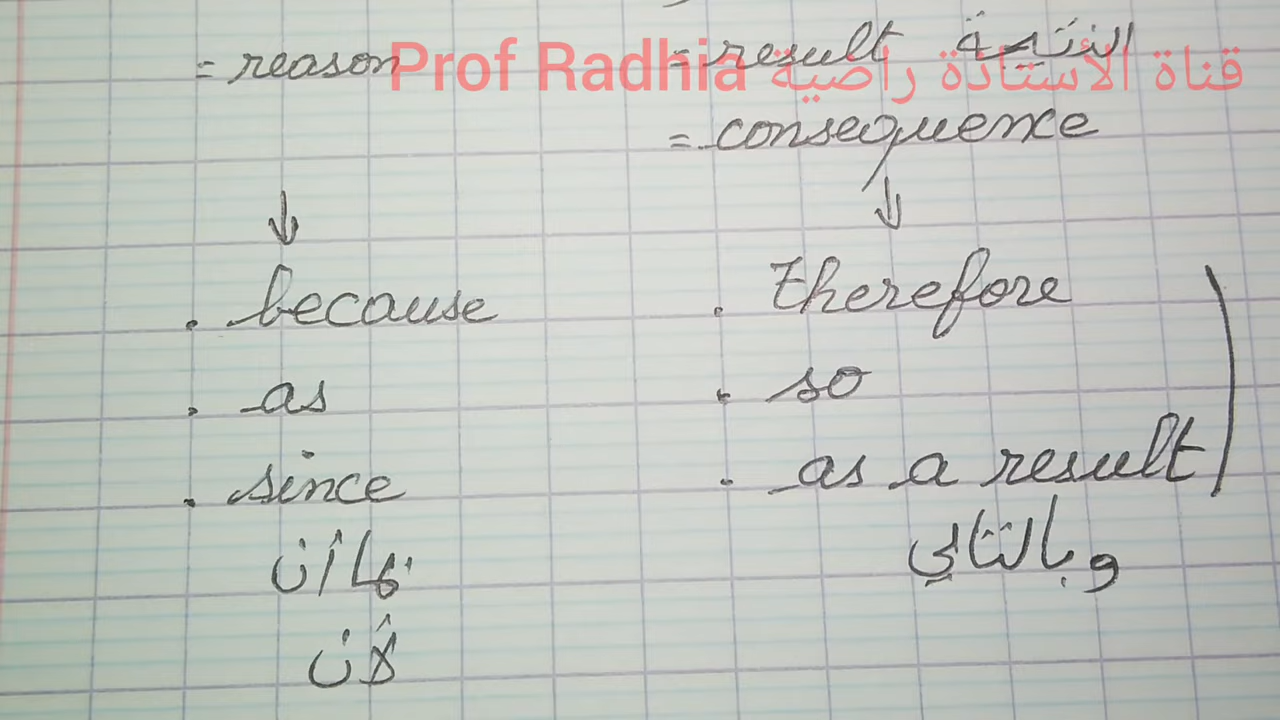 = reason = result النتيجة
Prof Radhia قناة الأستاذة راضية
= consequence
↓ ↓
. because . therefore
. as . so
. since . as a result
بما أن وبالتالي
لأن